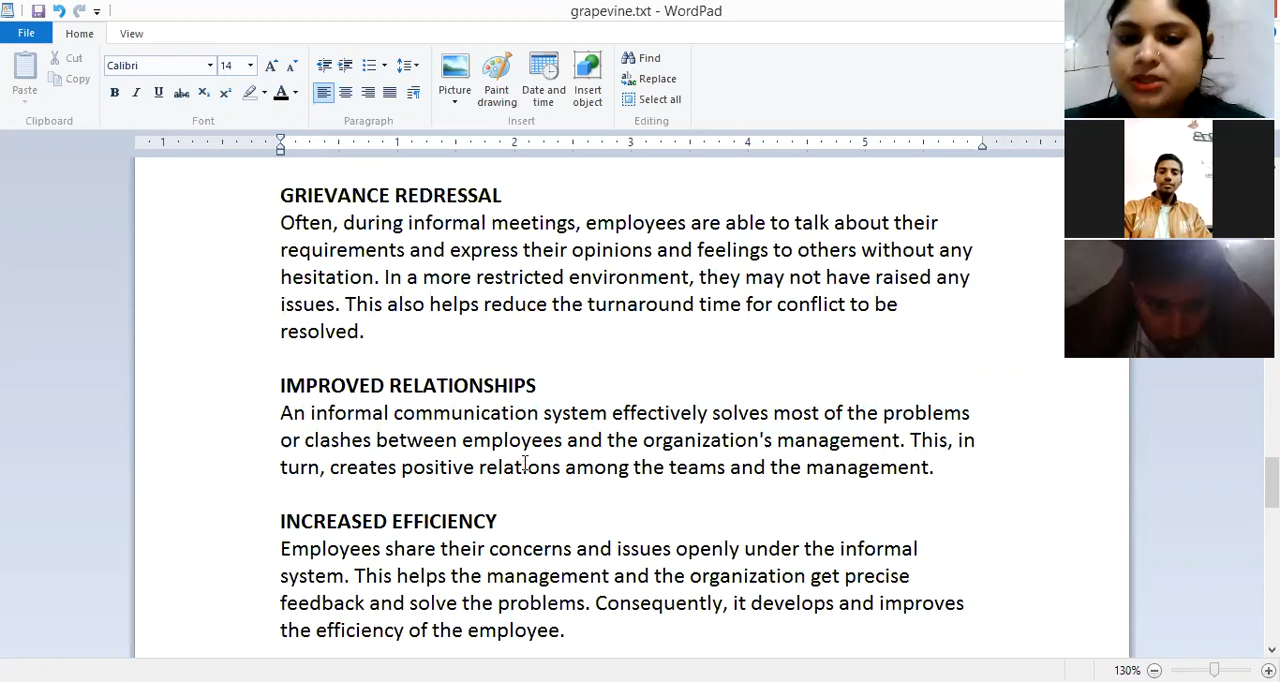 grapevine.txt - WordPad
File
Home
View
Paste
Cut
Copy
Clipboard
Calibri
14
Font
Paragraph
Picture
Paint drawing
Date and time
Insert object
Insert
Find
Replace
Select all
Editing
1 1 2 3 4 5
GRIEVANCE REDRESSAL
Often, during informal meetings, employees are able to talk about their
requirements and express their opinions and feelings to others without any
hesitation. In a more restricted environment, they may not have raised any
issues. This also helps reduce the turnaround time for conflict to be
resolved.
IMPROVED RELATIONSHIPS
An informal communication system effectively solves most of the problems
or clashes between employees and the organization's management. This, in
turn, creates positive relations among the teams and the management.
INCREASED EFFICIENCY
Employees share their concerns and issues openly under the informal
system. This helps the management and the organization get precise
feedback and solve the problems. Consequently, it develops and improves
the efficiency of the employee.
130%